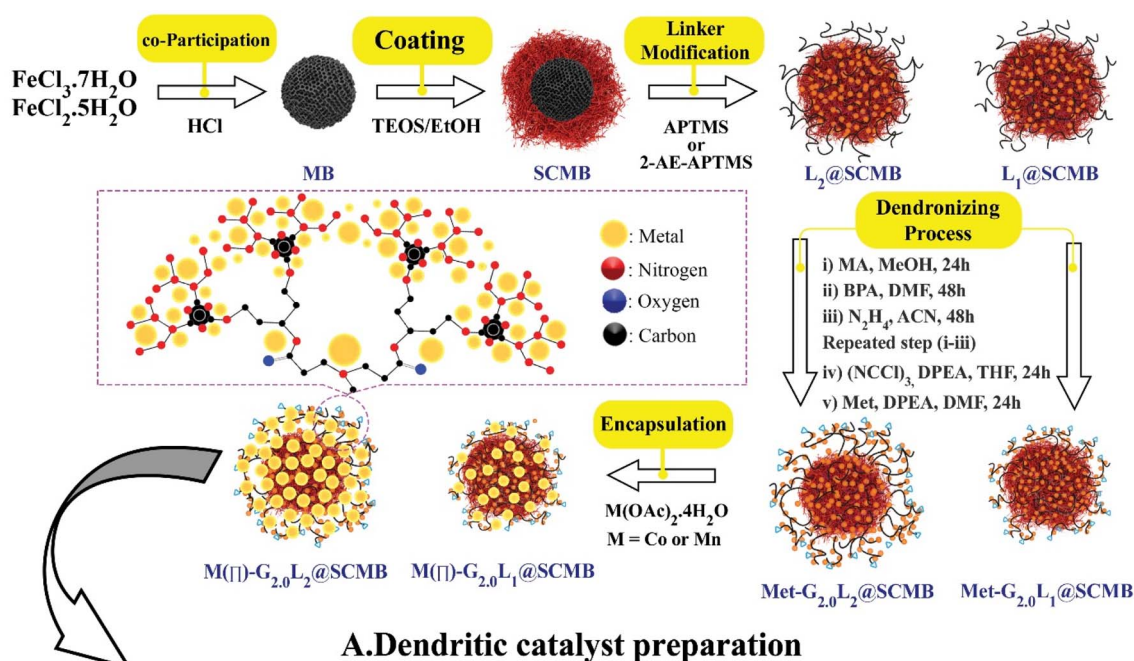 co-Participation
FeCl3.7H2O
FeCl2.5H2O
HCl
MB
Coating
TEOS/EtOH
SCMB
Linker
Modification
APTMS
or
2-AE-APTMS
L2@SCMB
L1@SCMB
: Metal
: Nitrogen
: Oxygen
: Carbon
Dendronizing
Process
i) MA, MeOH, 24h
ii) BPA, DMF, 48h
iii) N2H4, ACN, 48h
Repeated step (i-iii)
iv) (NCCl)3, DPEA, THF, 24h
v) Met, DPEA, DMF, 24h
Encapsulation
M(OAc)2.4H2O
M = Co or Mn
M(∏)-G2.0L2@SCMB
M(∏)-G2.0L1@SCMB
Met-G2.0L2@SCMB
Met-G2.0L1@SCMB
A.Dendritic catalyst preparation